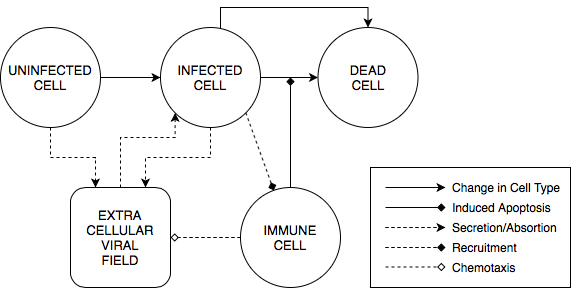 UNINFECTED
CELL
INFECTED
CELL
DEAD
CELL
EXTRA
CELLULAR
VIRAL
FIELD
IMMUNE
CELL
Change in Cell Type
Induced Apoptosis
Secretion/Absortion
Recruitment
Chemotaxis